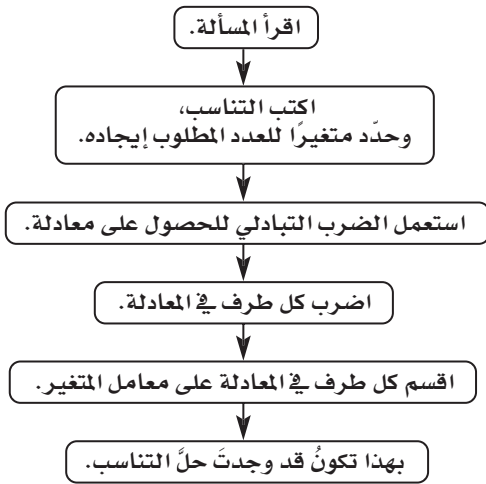 اقرأ المسألة.
اكتب التناسب،
وحدّد متغيرًا للعدد المطلوب إيجاده.
استعمل الضرب التبادلي للحصول على معادلة.
اضرب كل طرف في المعادلة.
اقسم كل طرف في المعادلة على معامل المتغير.
بهذا تكونُ قد وجدتَ حلَّ التناسب.